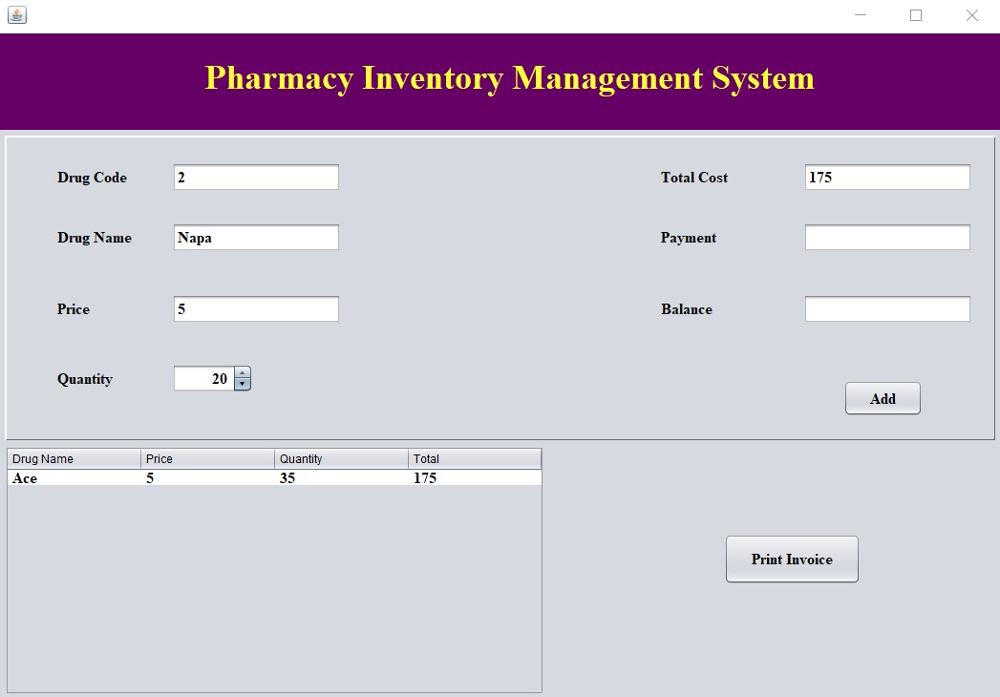 Pharmacy Inventory Management System
Drug Code 2
Total Cost 175
Drug Name Napa
Payment
Price 5
Balance
Quantity 20
Add
Drug Name Price Quantity Total
Ace 5 35 175
Print Invoice